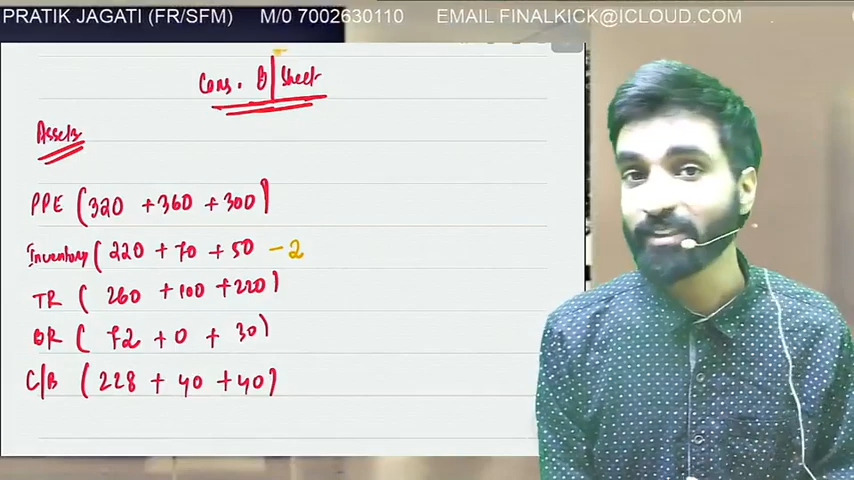 PRATIK JAGATI (FR/SFM) M/0 7002630110 EMAIL FINALKICK@ICLOUD.COM
Cons. B|Sheet
Assets
PPE (320 +360 +300)
Inventory (220 + 70 + 50 -2
TR ( 260 +100 +220)
BR ( 72 + 0 + 30)
C/B (228 + 40 +40)